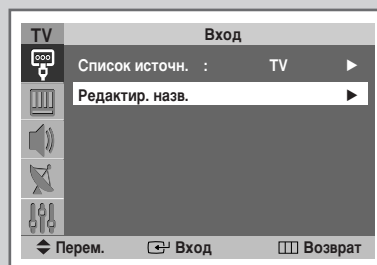 TV Вход
Список источн. : TV ►
Редактир. назв. ►
Перем. Вход Возврат